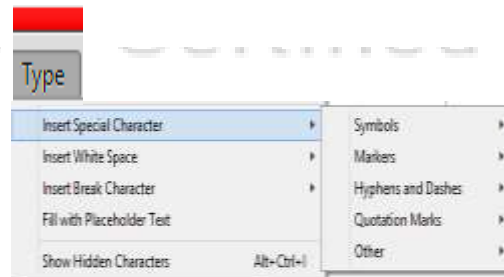 Type
Insert Special Character
Insert White Space
Insert Break Character
Fill with Placeholder Text
Show Hidden Characters Alt+Ctrl+I
Symbols
Markers
Hyphens and Dashes
Quotation Marks
Other